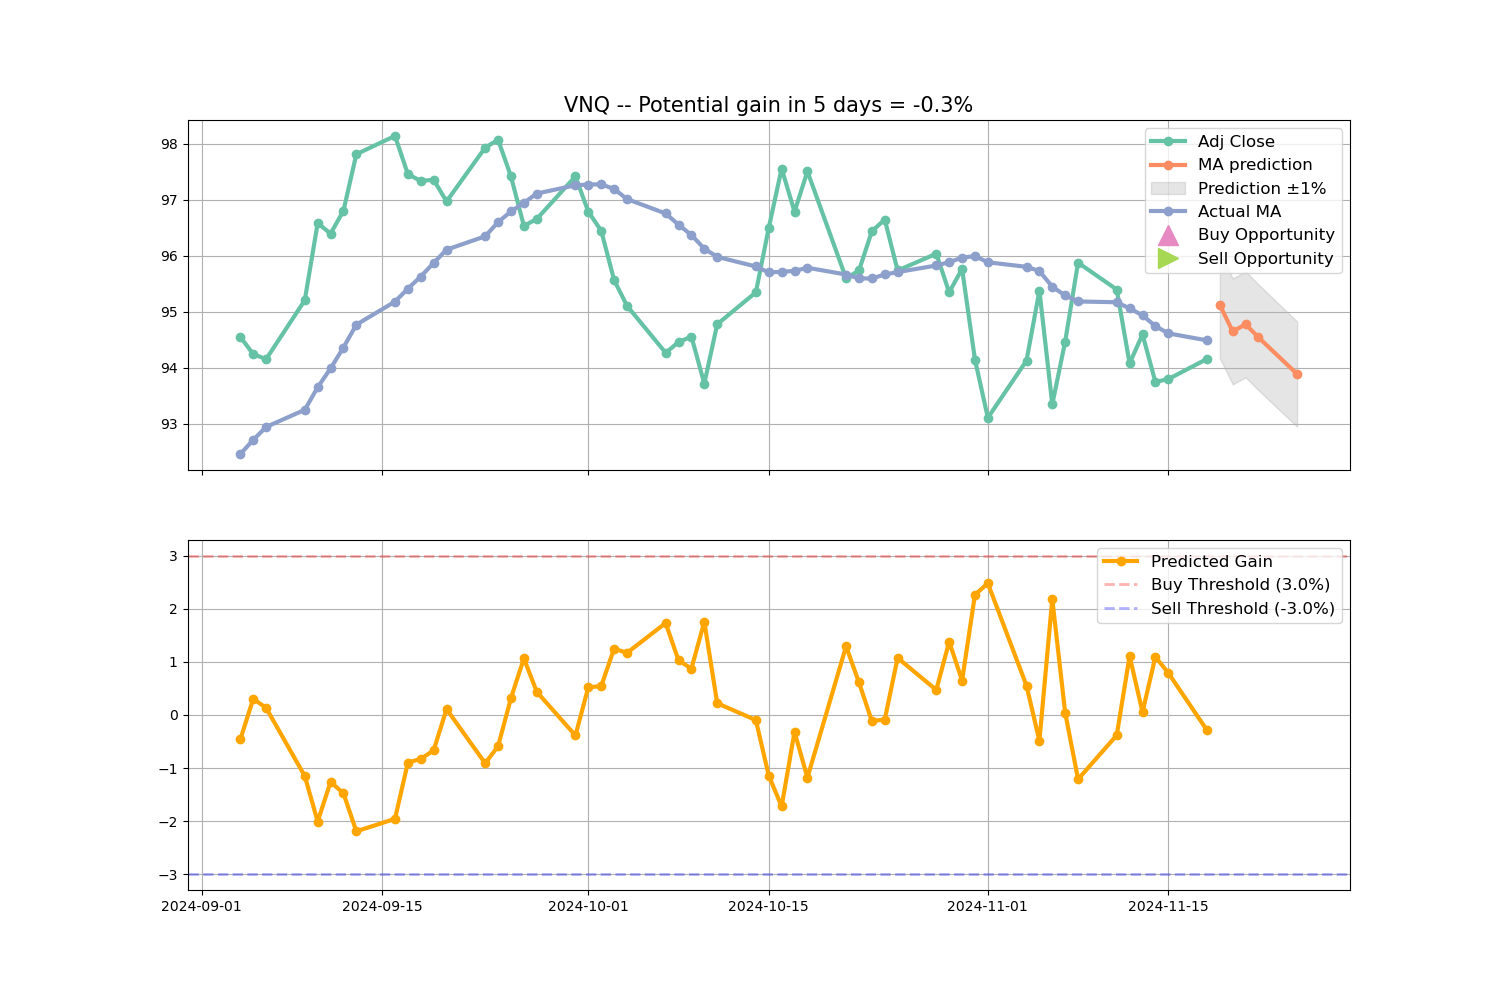 VNQ -- Potential gain in 5 days = -0.3%
98
97
96
95
94
93
Adj Close
MA prediction
Prediction ±1%
Actual MA
Buy Opportunity
Sell Opportunity
3
2
1
0
−1
−2
−3
Predicted Gain
Buy Threshold (3.0%)
Sell Threshold (-3.0%)
2024-09-01
2024-09-15
2024-10-01
2024-10-15
2024-11-01
2024-11-15